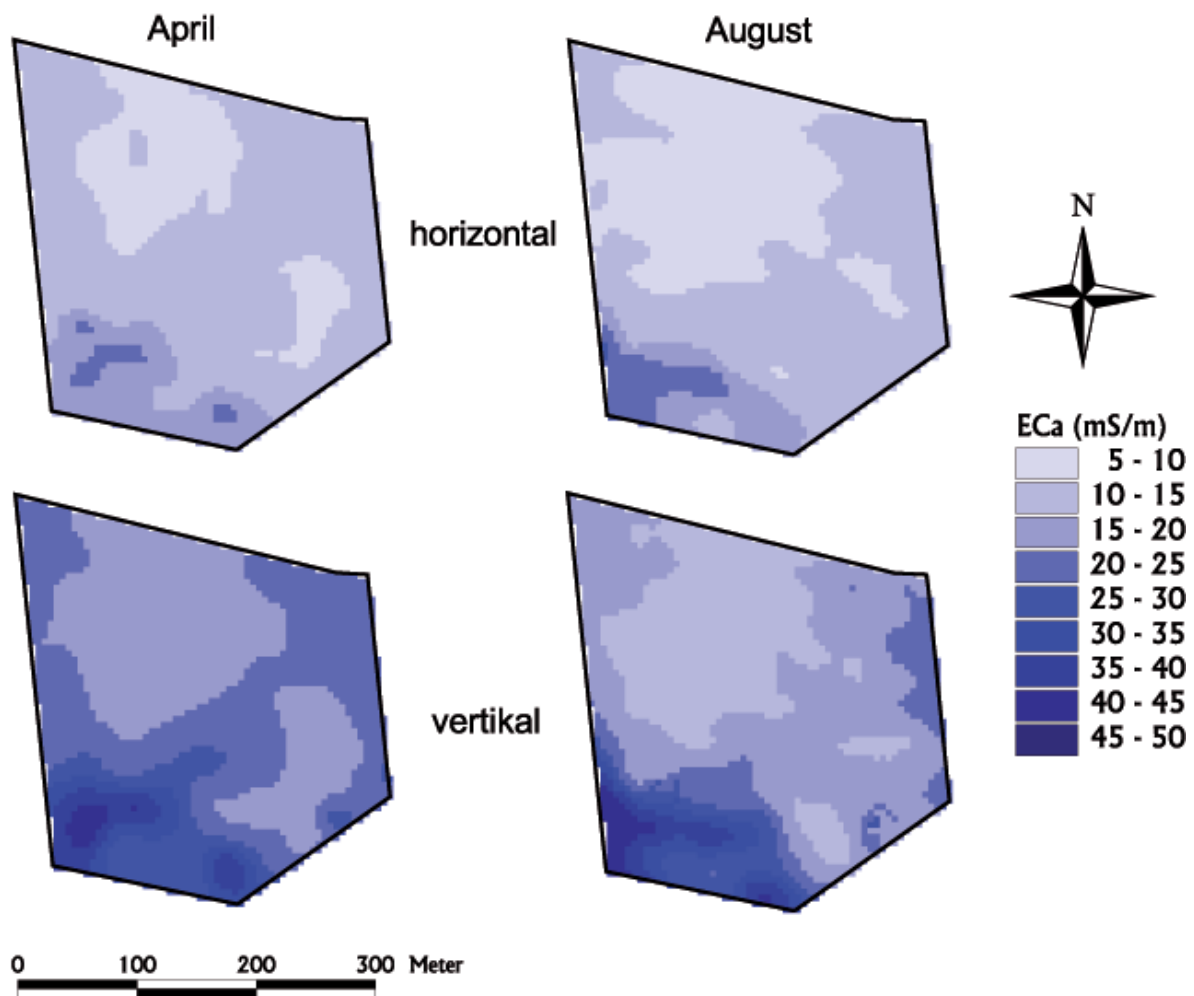 April
August
horizontal
N
ECa (mS/m)
5 - 10
10 - 15
15 - 20
20 - 25
25 - 30
30 - 35
35 - 40
40 - 45
45 - 50
vertikal
0 100 200 300 Meter